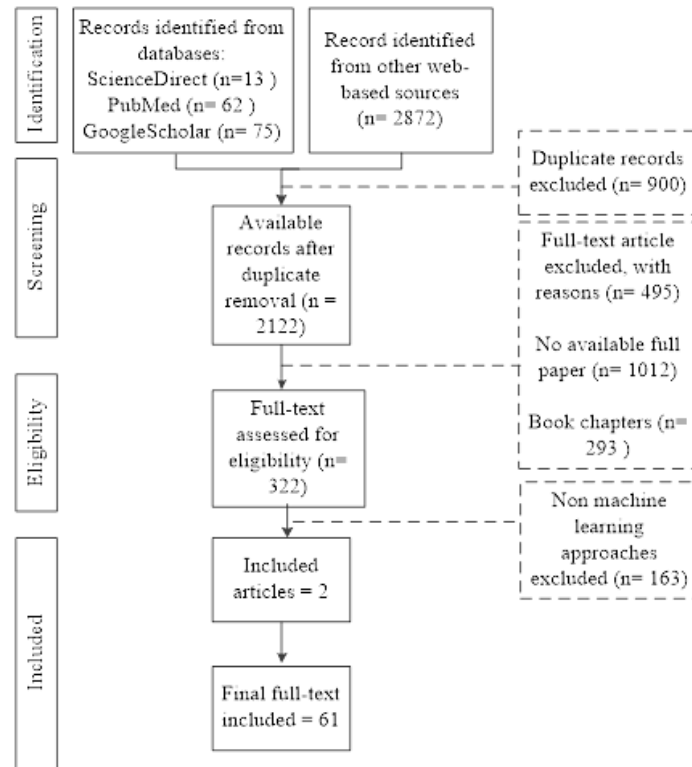 Identification
Records identified from
databases:
ScienceDirect (n=13 )
PubMed (n= 62 )
GoogleScholar (n= 75)
Record identified
from other web-
based sources
(n= 2872)
Duplicate records
excluded (n= 900)
Screening
Available
records after
duplicate
removal (n =
2122)
Full-text article
excluded, with
reasons (n= 495)
No available full
paper (n= 1012)
Book chapters (n=
293 )
Eligibility
Full-text
assessed for
eligibility (n=
322)
Non machine
learning
approaches
excluded (n= 163)
Included
Included
articles = 2
Final full-text
included = 61